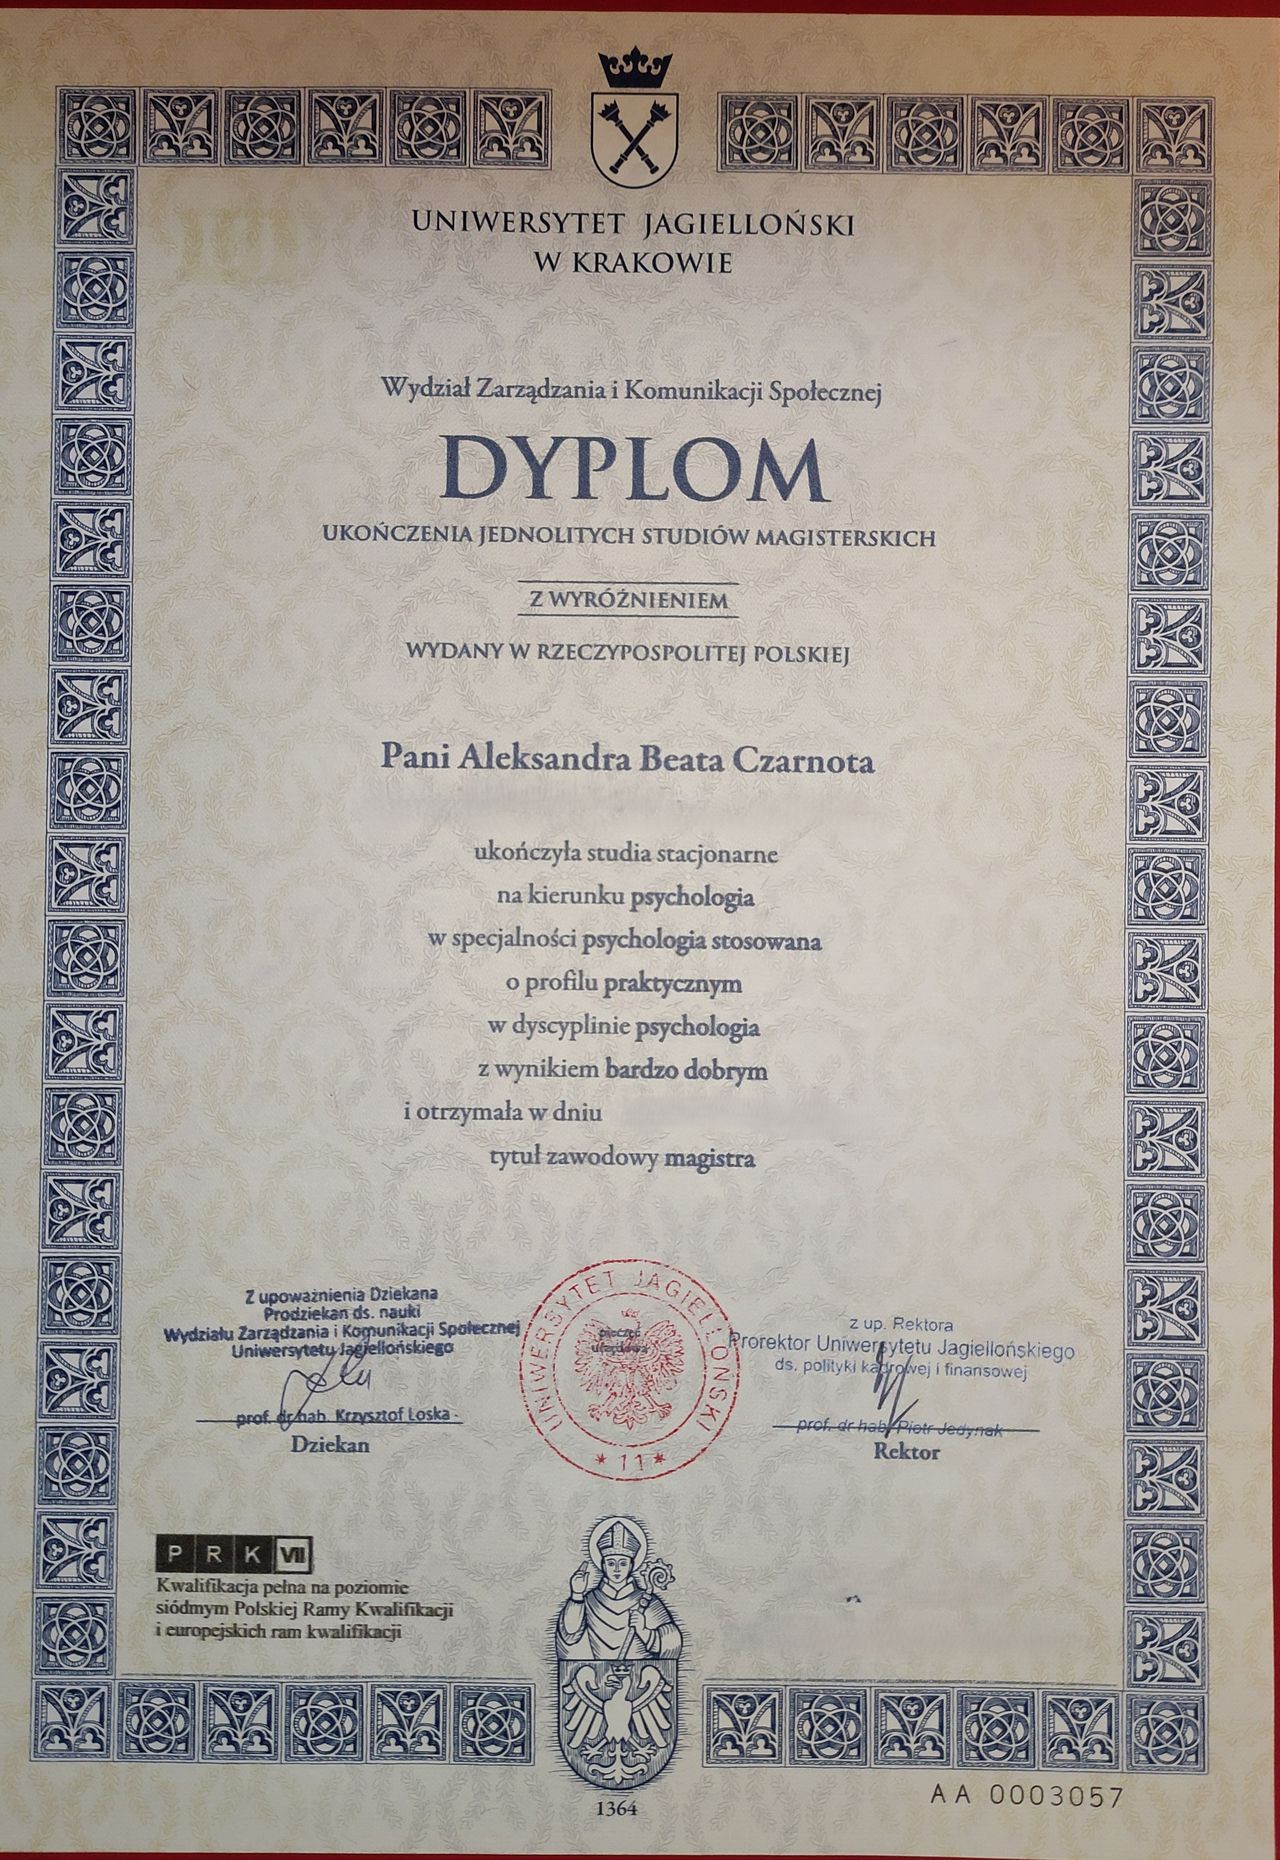 UNIWERSYTET JAGIELLOŃSKI
W KRAKOWIE
Wydział Zarządzania i Komunikacji Społecznej
DYPLOM
UKOŃCZENIA JEDNOLITYCH STUDIÓW MAGISTERSKICH
Z WYRÓŻNIENIEM
WYDANY W RZECZYPOSPOLITEJ POLSKIEJ
Pani Aleksandra Beata Czarnota
ukończyła studia stacjonarne
na kierunku psychologia
w specjalności psychologia stosowana
o profilu praktycznym
w dyscyplinie psychologia
z wynikiem bardzo dobrym
i otrzymała w dniu
tytuł zawodowy magistra
Z upoważnienia Dziekana
Prodziekan ds. nauki
Wydziału Zarządzania i Komunikacji Społecznej
Uniwersytetu Jagiellońskiego
prof. dr hab. Krzysztof Loska
Dziekan
UNIWERSYTET JAGIELLOŃSKI
* 11 *
pieczęć
urzędowa
z up. Rektora
Prorektor Uniwersytetu Jagiellońskiego
ds. polityki kadrowej i finansowej
prof. dr hab. Piotr Jedynak
Rektor
PRK VII
Kwalifikacja pełna na poziomie
siódmym Polskiej Ramy Kwalifikacji
i europejskich ram kwalifikacji
1364
AA 0003057